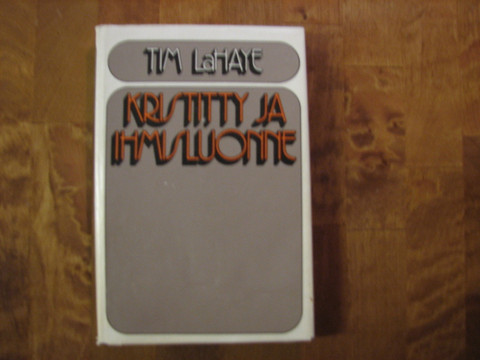 TIM LaHAYE
KRISTITTY JA
IHMISLUONNE